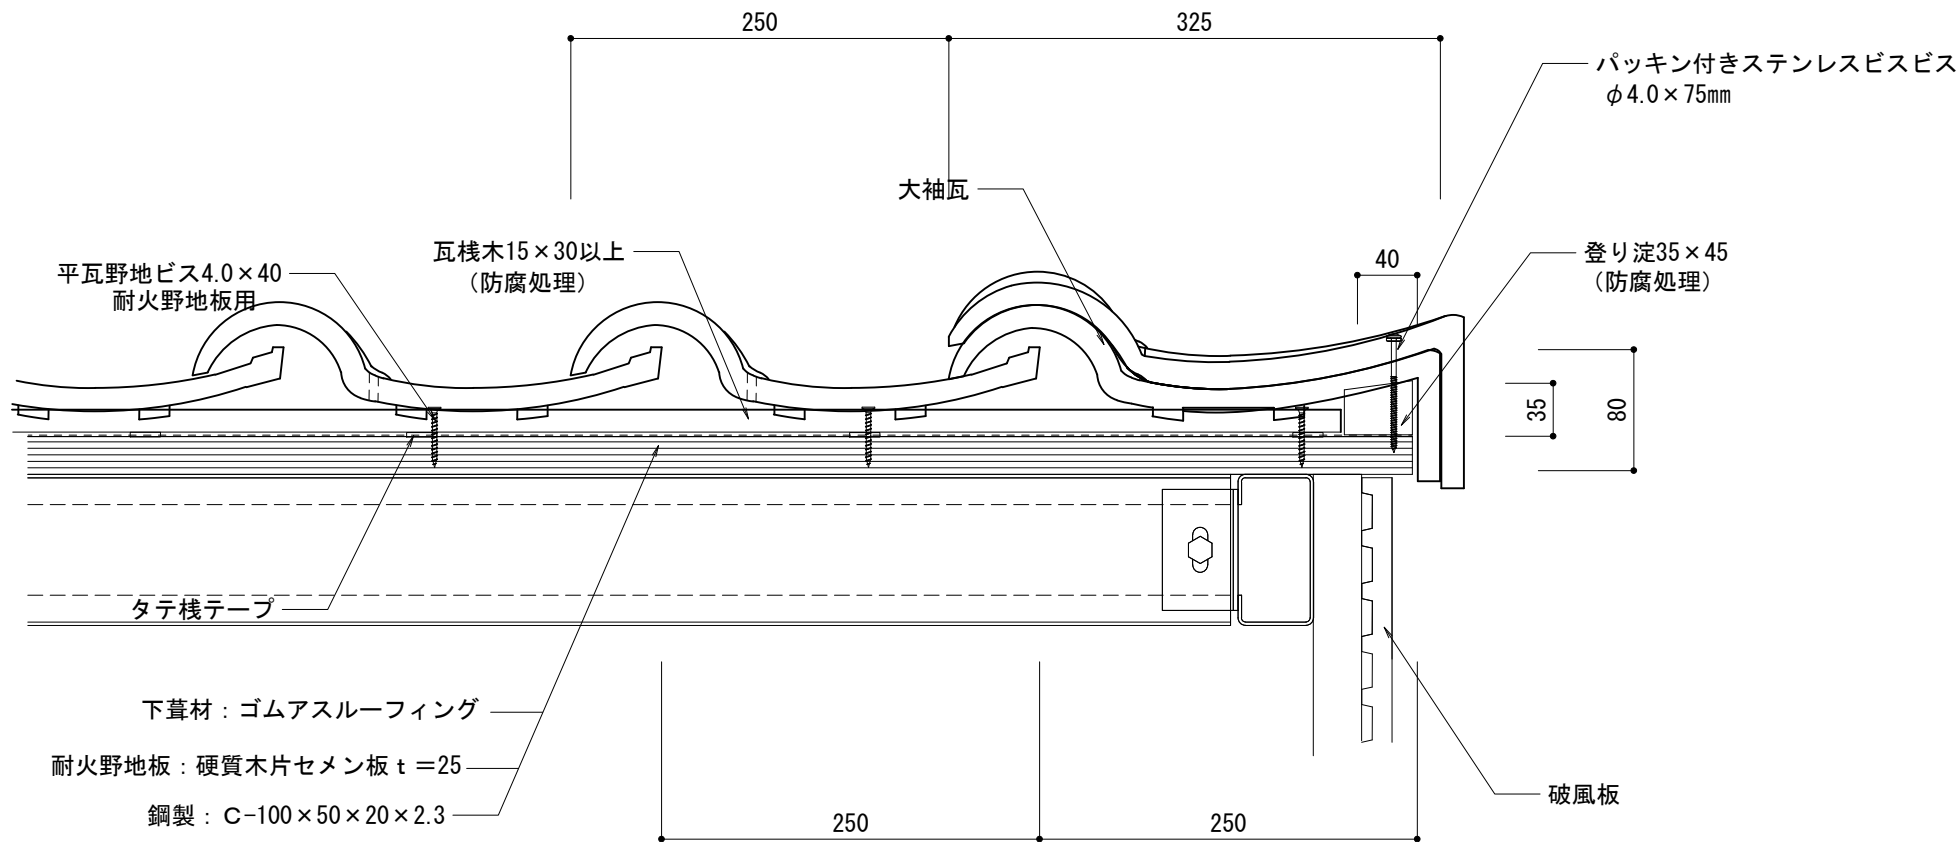 250
325
パッキン付きステンレスビスビス
φ4.0×75㎜
大袖瓦
瓦桟木15×30以上
（防腐処理）
平瓦野地ビス4.0×40
耐火野地板用
40
登り淀35×45
（防腐処理）
35
80
タテ桟テープ
下葺材：ゴムアスルーフィング
耐火野地板：硬質木片セメン板ｔ＝25
鋼製：Ｃ-100×50×20×2.3
破風板
250
250